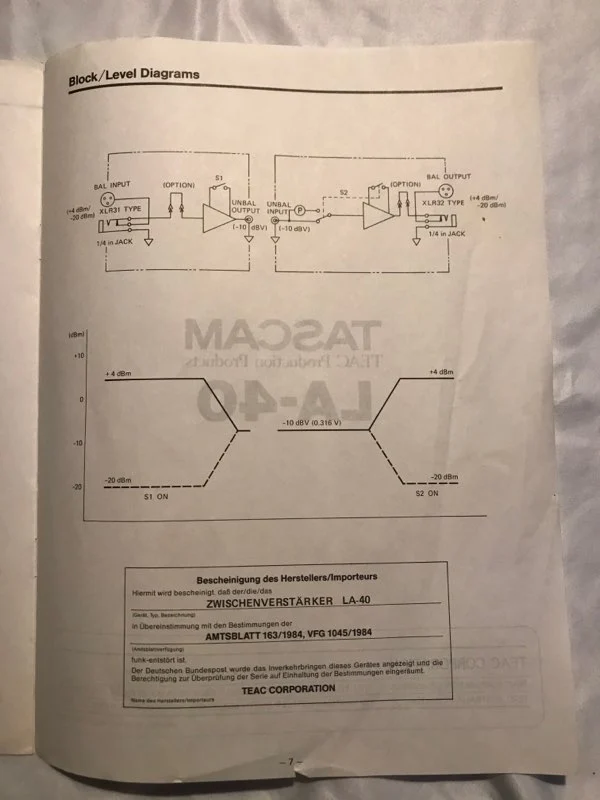 Block/Level Diagrams
BAL INPUT
(OPTION)
S1
(+4 dBm/
-20 dBm)
XLR31 TYPE
1/4 in JACK
UNBAL
OUTPUT
(-10 dBV)
UNBAL
INPUT
(-10 dBV)
P
S2
(OPTION)
BAL OUTPUT
XLR32 TYPE
(+4 dBm/
-20 dBm)
1/4 in JACK
TASCAM
TEAC Production Products
LA-40
(dBm)
+10
0
-10
-20
+4 dBm
-20 dBm
S1 ON
-10 dBV (0.316 V)
+4 dBm
-20 dBm
S2 ON
Bescheinigung des Herstellers/Importeurs
Hiermit wird bescheinigt, daß der/die/das
ZWISCHENVERSTÄRKER LA-40
(Gerät, Typ, Bezeichnung)
in Übereinstimmung mit den Bestimmungen der
AMTSBLATT 163/1984, VFG 1045/1984
(Amtsblattverfügung)
funk-entstört ist.
Der Deutschen Bundespost wurde das Inverkehrbringen dieses Gerätes angezeigt und die
Berechtigung zur Überprüfung der Serie auf Einhaltung der Bestimmungen eingeräumt.
TEAC CORPORATION
Name des Herstellers/Importeurs
- 7 -